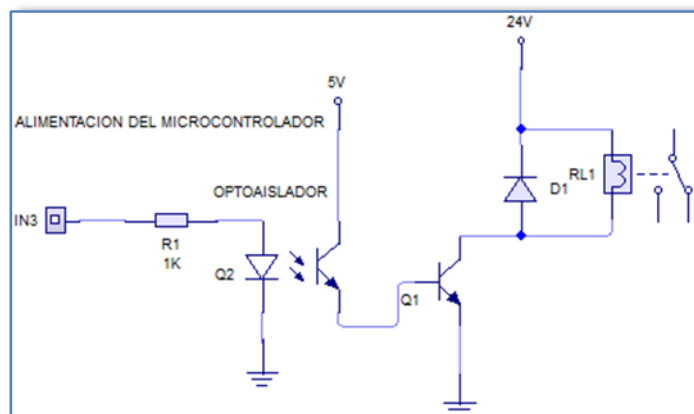 24V
5V
ALIMENTACION DEL MICROCONTROLADOR
RL1
D1
OPTOAISLADOR
IN3
R1
1K
Q2
Q1